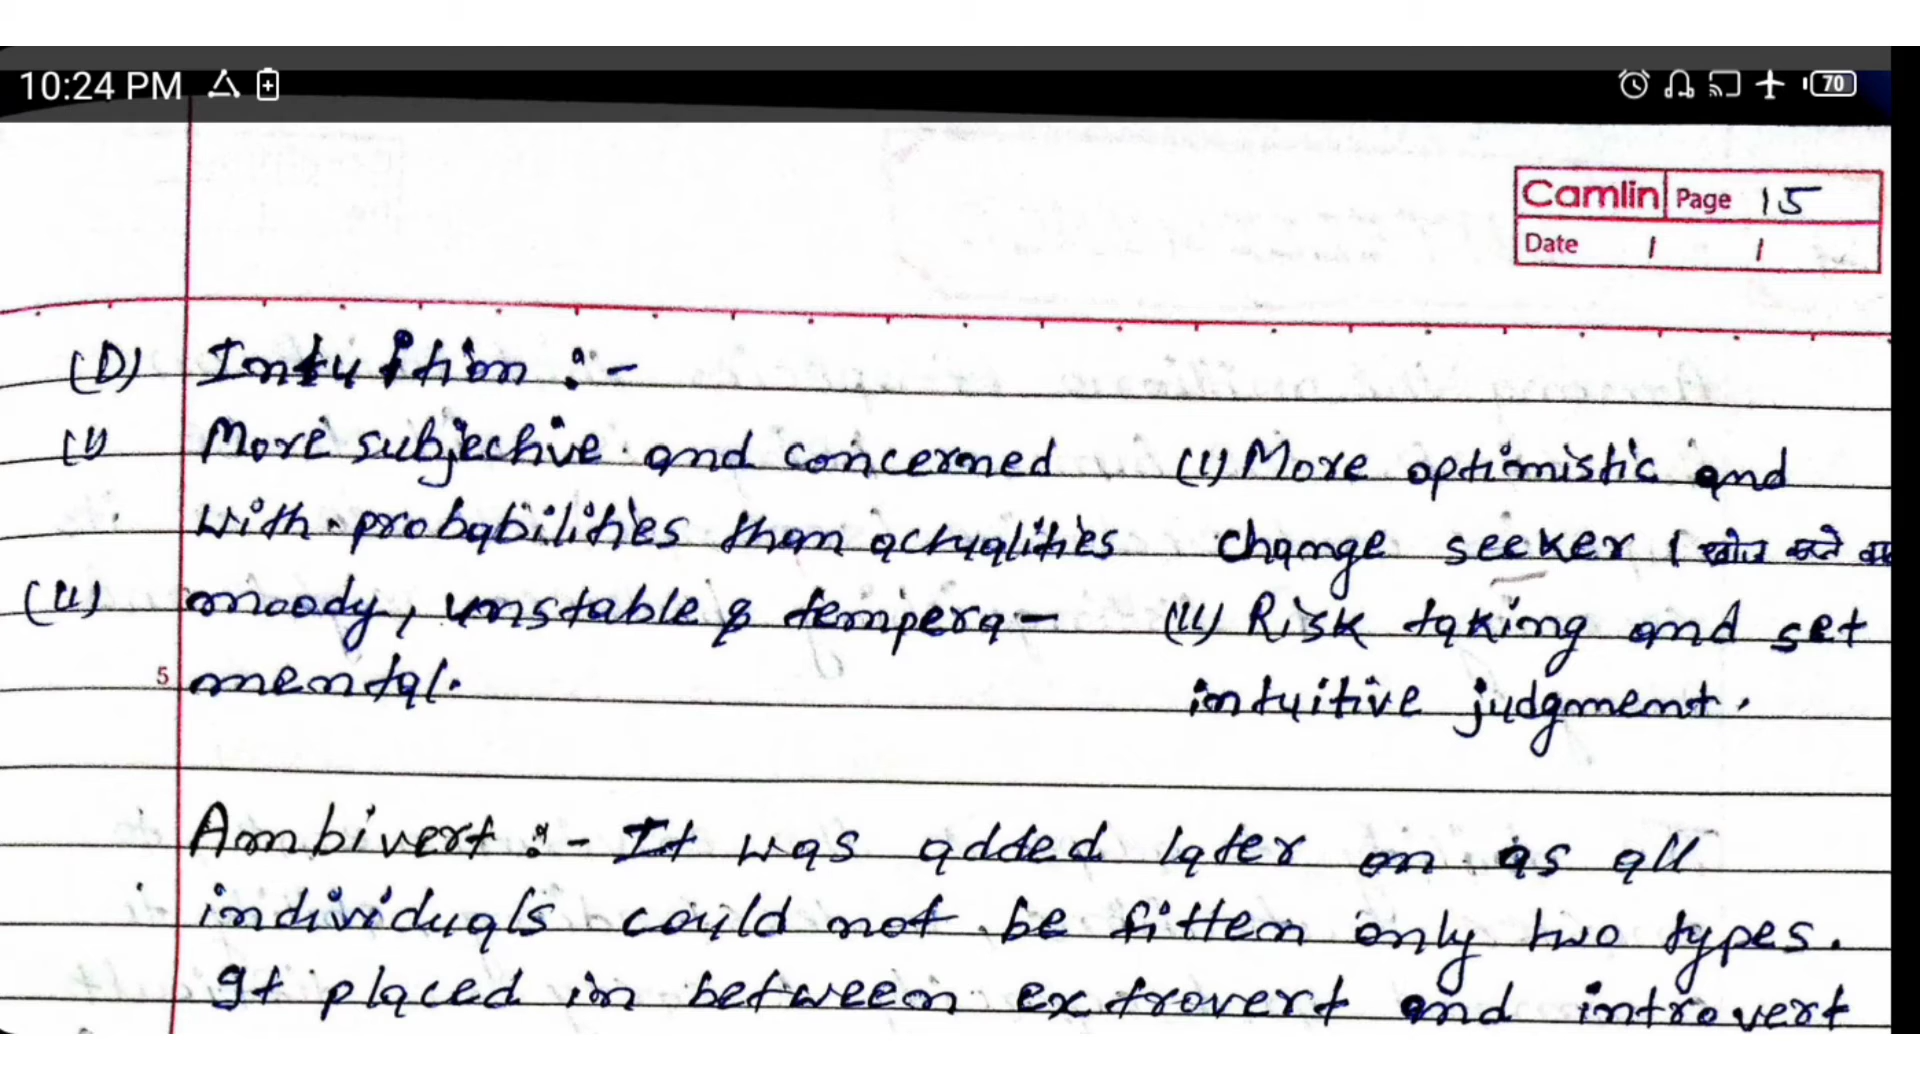 10:24 PM 70
Camlin Page 15
Date / /
(D) Intuition :-
(I) More subjective and concerned (I) More optimistic and
with probabilities than actualities change seeker (खोज करने
(II) moody, unstable & tempera- (II) Risk taking and set
5 mental. intuitive judgment.
Ambivert :- It was added later on as all
individuals could not be fitten only two types.
It placed in between extrovert and introvert